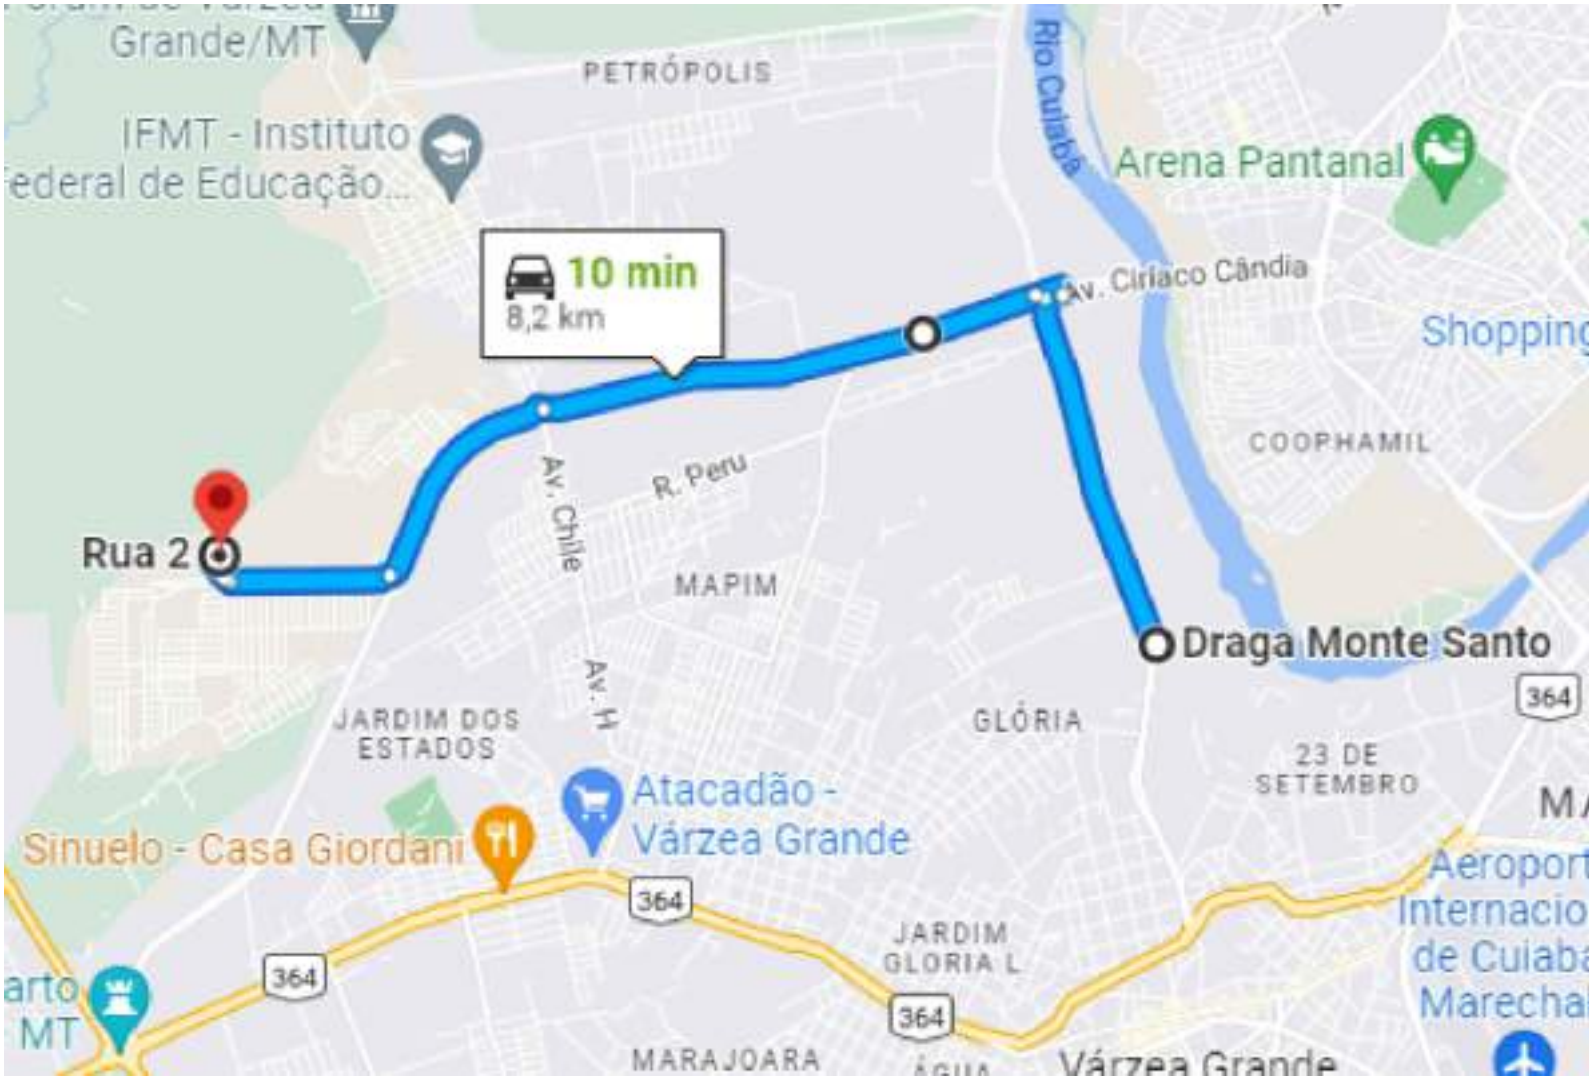 Grande/MT
PETRÓPOLIS
Rio Cuiabá
IFMT - Instituto
Federal de Educação...
Arena Pantanal
10 min
8,2 km
Av. Ciríaco Cândia
Shopping
COOPHAMIL
R. Peru
Av. Chile
Rua 2
MAPIM
Draga Monte Santo
Av. H
364
JARDIM DOS
ESTADOS
GLÓRIA
23 DE
SETEMBRO
Atacadão -
Várzea Grande
MA
Sinuelo - Casa Giordani
364
Aeroport
Internacio
de Cuiabá
Marecha
JARDIM
GLORIA L
364
arto
MT
364
MARAJOARA
Várzea Grande